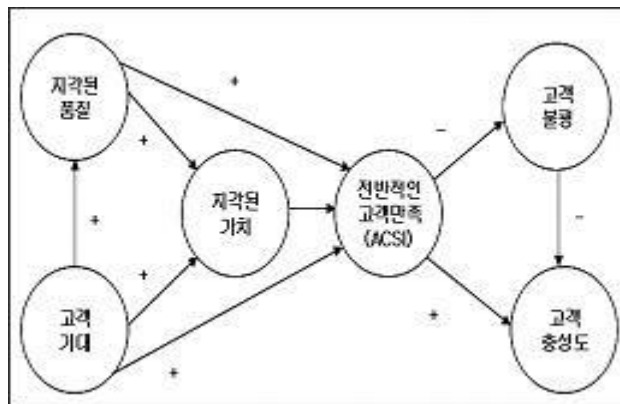 지각된
품질
고객
불평
지각된
가치
전반적인
고객만족
(ACSI)
고객
기대
고객
충성도
+
+
+
+
+
-
-
+